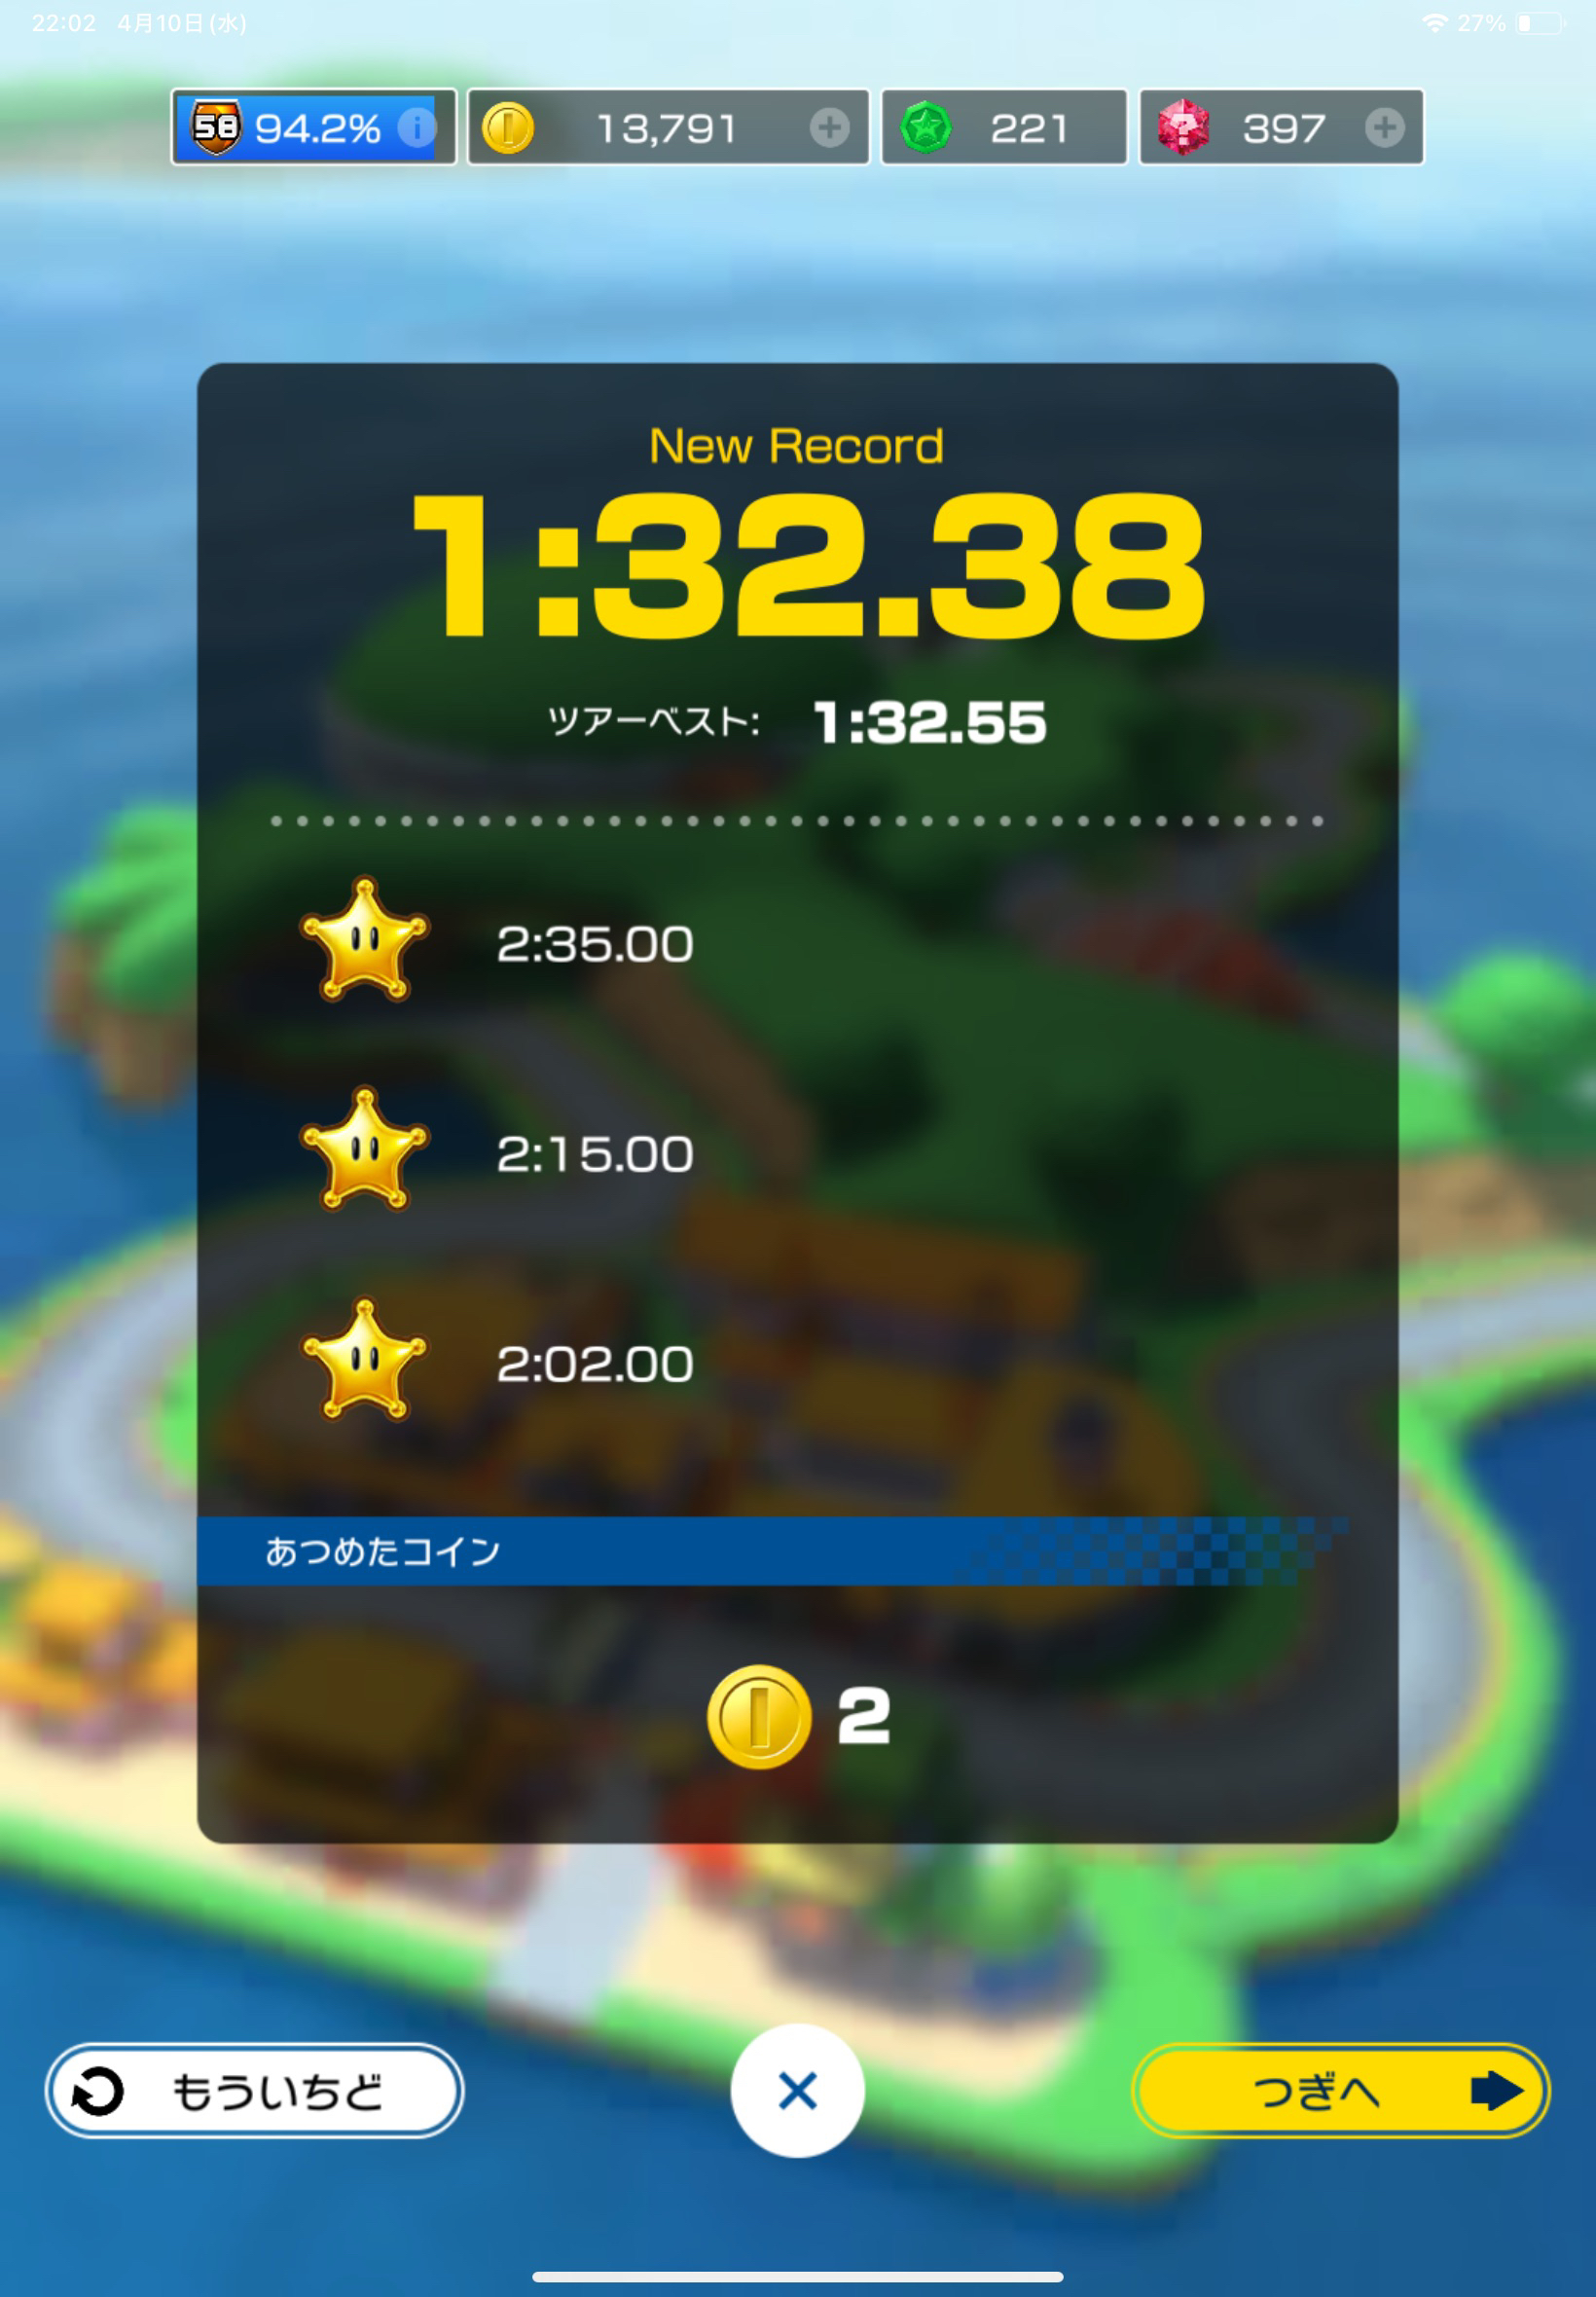 22:02 4月10日(水)
27%
58 94.2% i
13,791 +
221
? 397 +
New Record
1:32.38
ツアーベスト: 1:32.55
2:35.00
2:15.00
2:02.00
あつめたコイン
2
もういちど
×
つぎへ